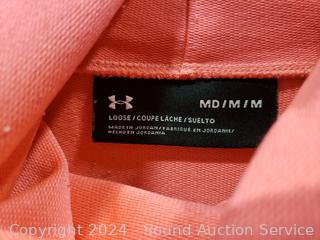 MD / M / M
LOOSE / COUPE LÂCHE / SUELTO
MADE IN JORDAN / FABRIQUÉ EN JORDANIE /
HECHO EN JORDANIA
Copyright © 2024 - Sound Auction Service